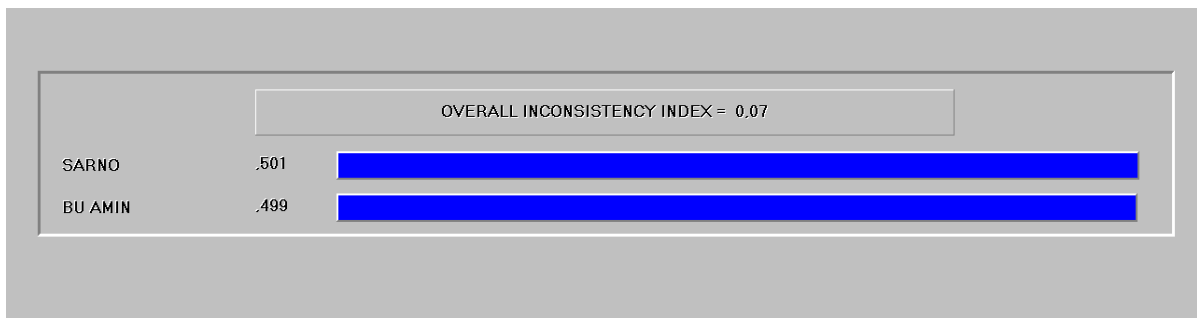 OVERALL INCONSISTENCY INDEX = 0,07
SARNO ,501
BU AMIN ,499